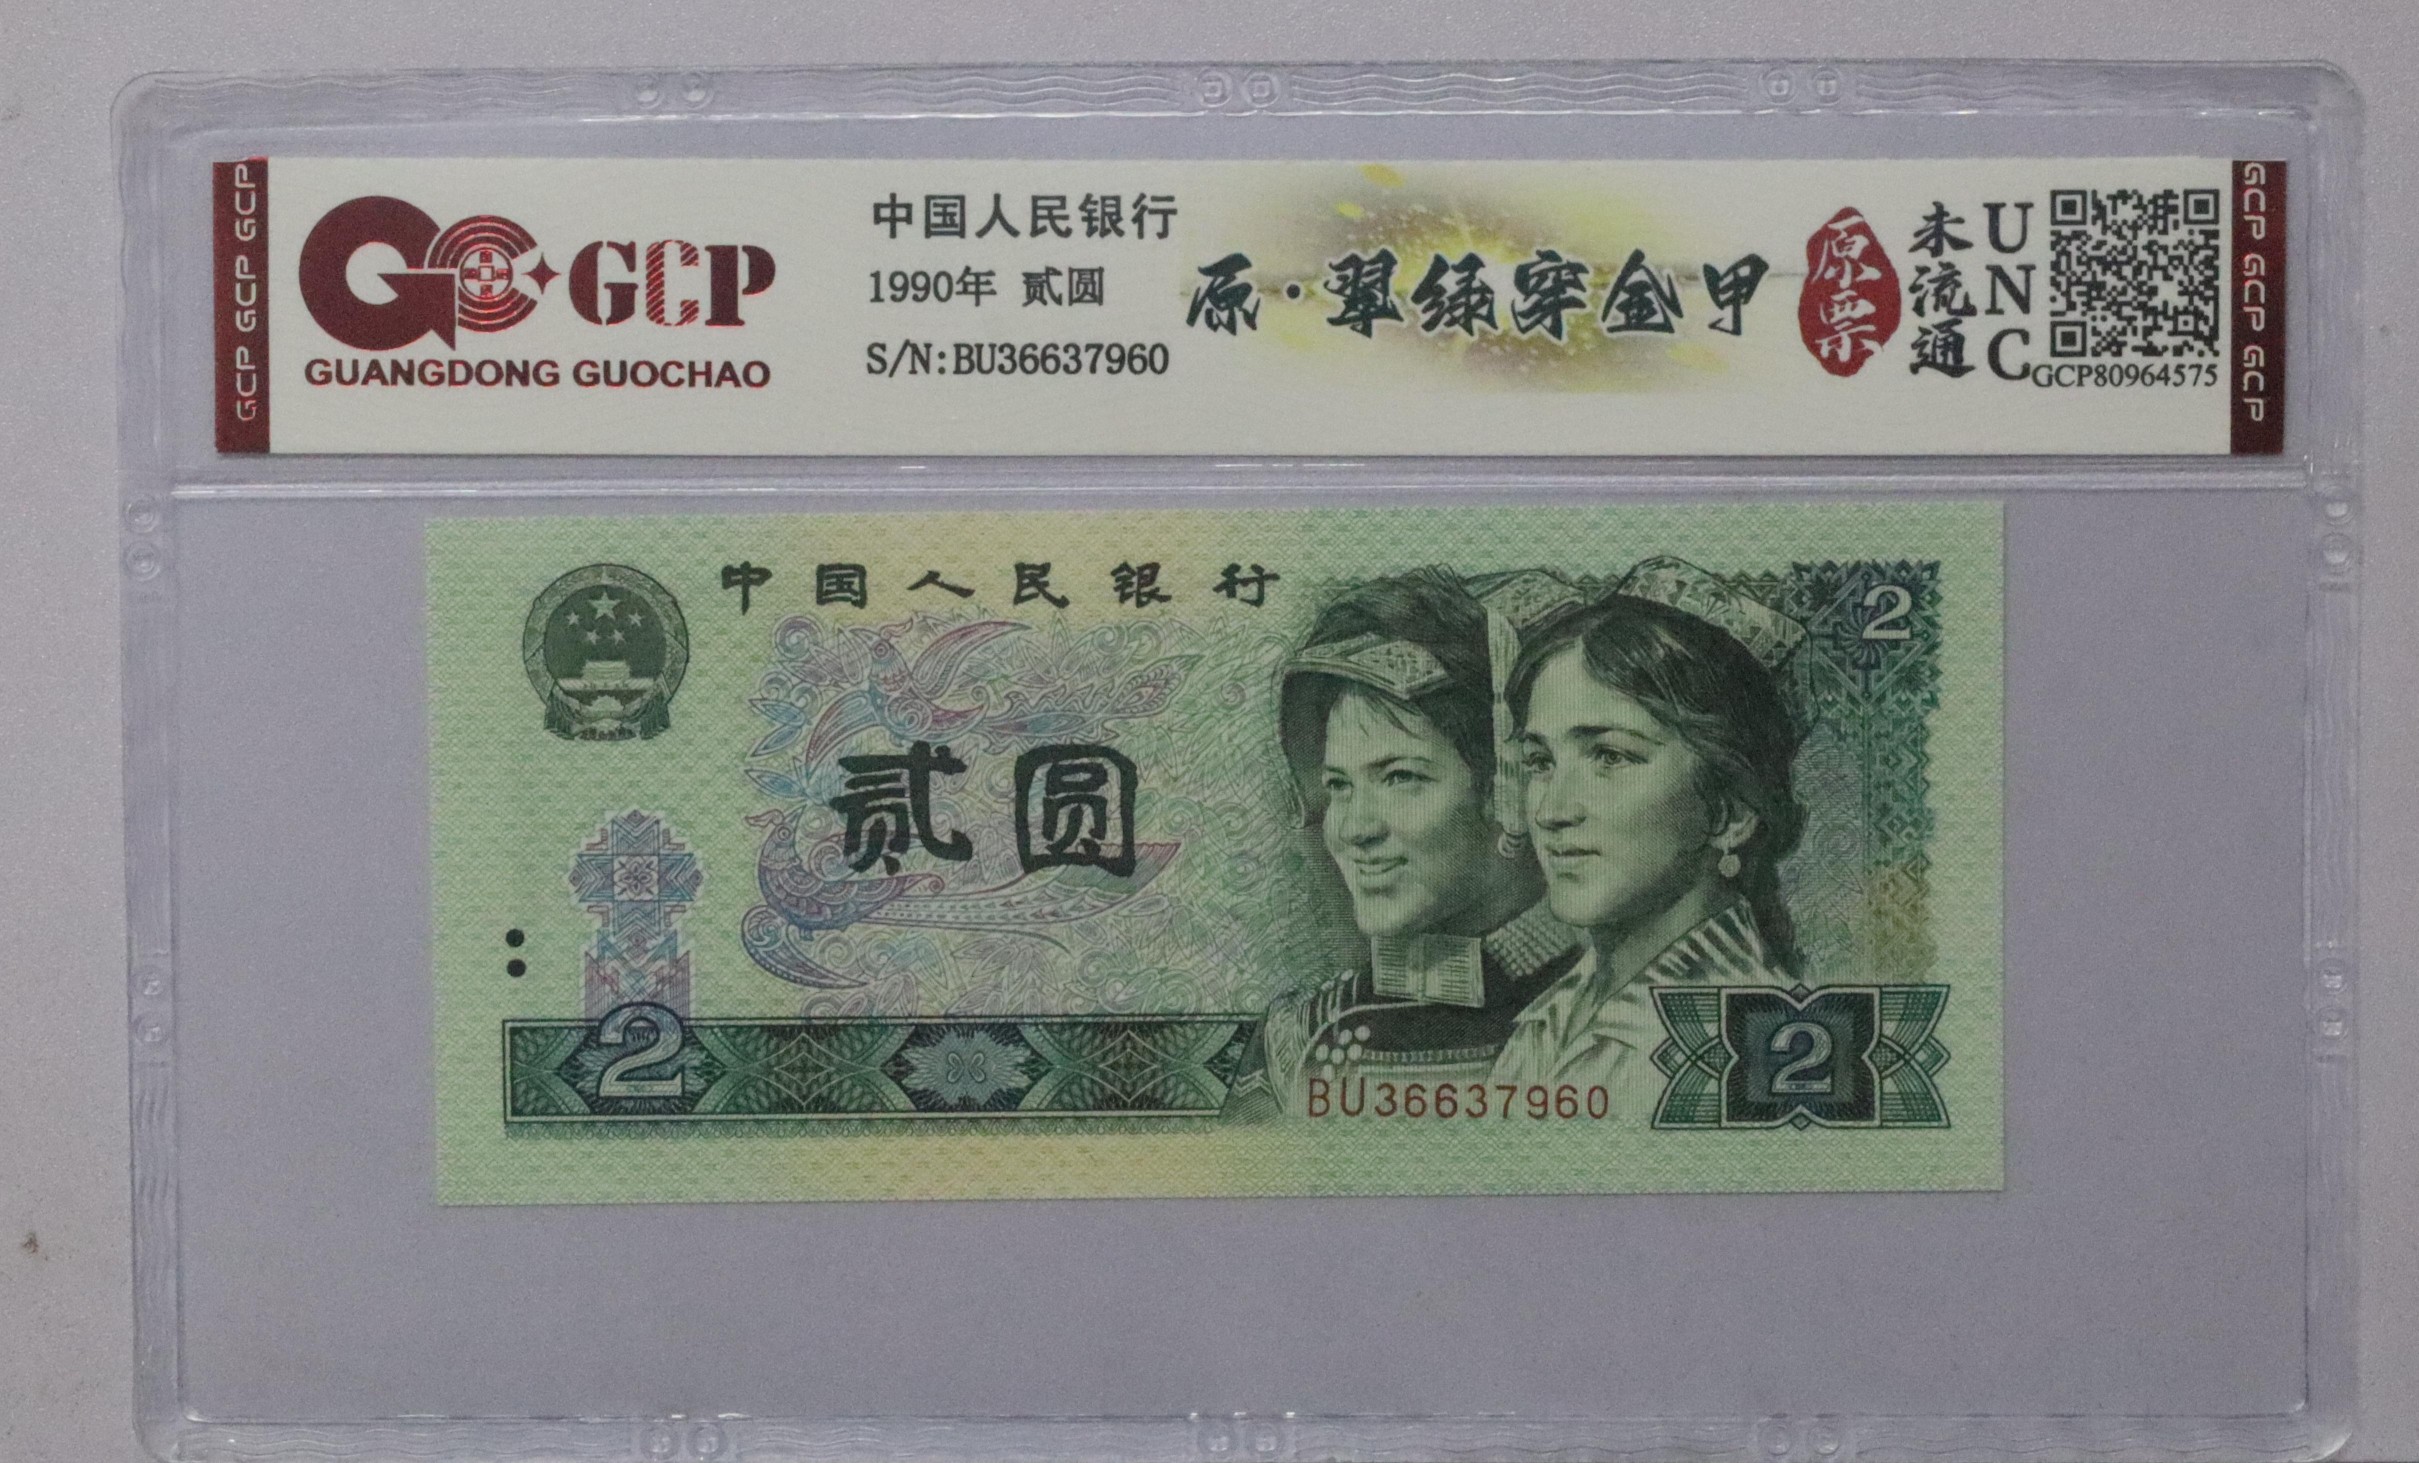 GCP GCP GCP
GCP
GUANGDONG GUOCHAO
中国人民银行
1990年 贰圆
S/N:BU36637960
原·翠绿穿金甲
原票
未流通
UNC
GCP80964575
GCP GCP GCP
中国人民银行
2
贰圆
2
BU36637960
2